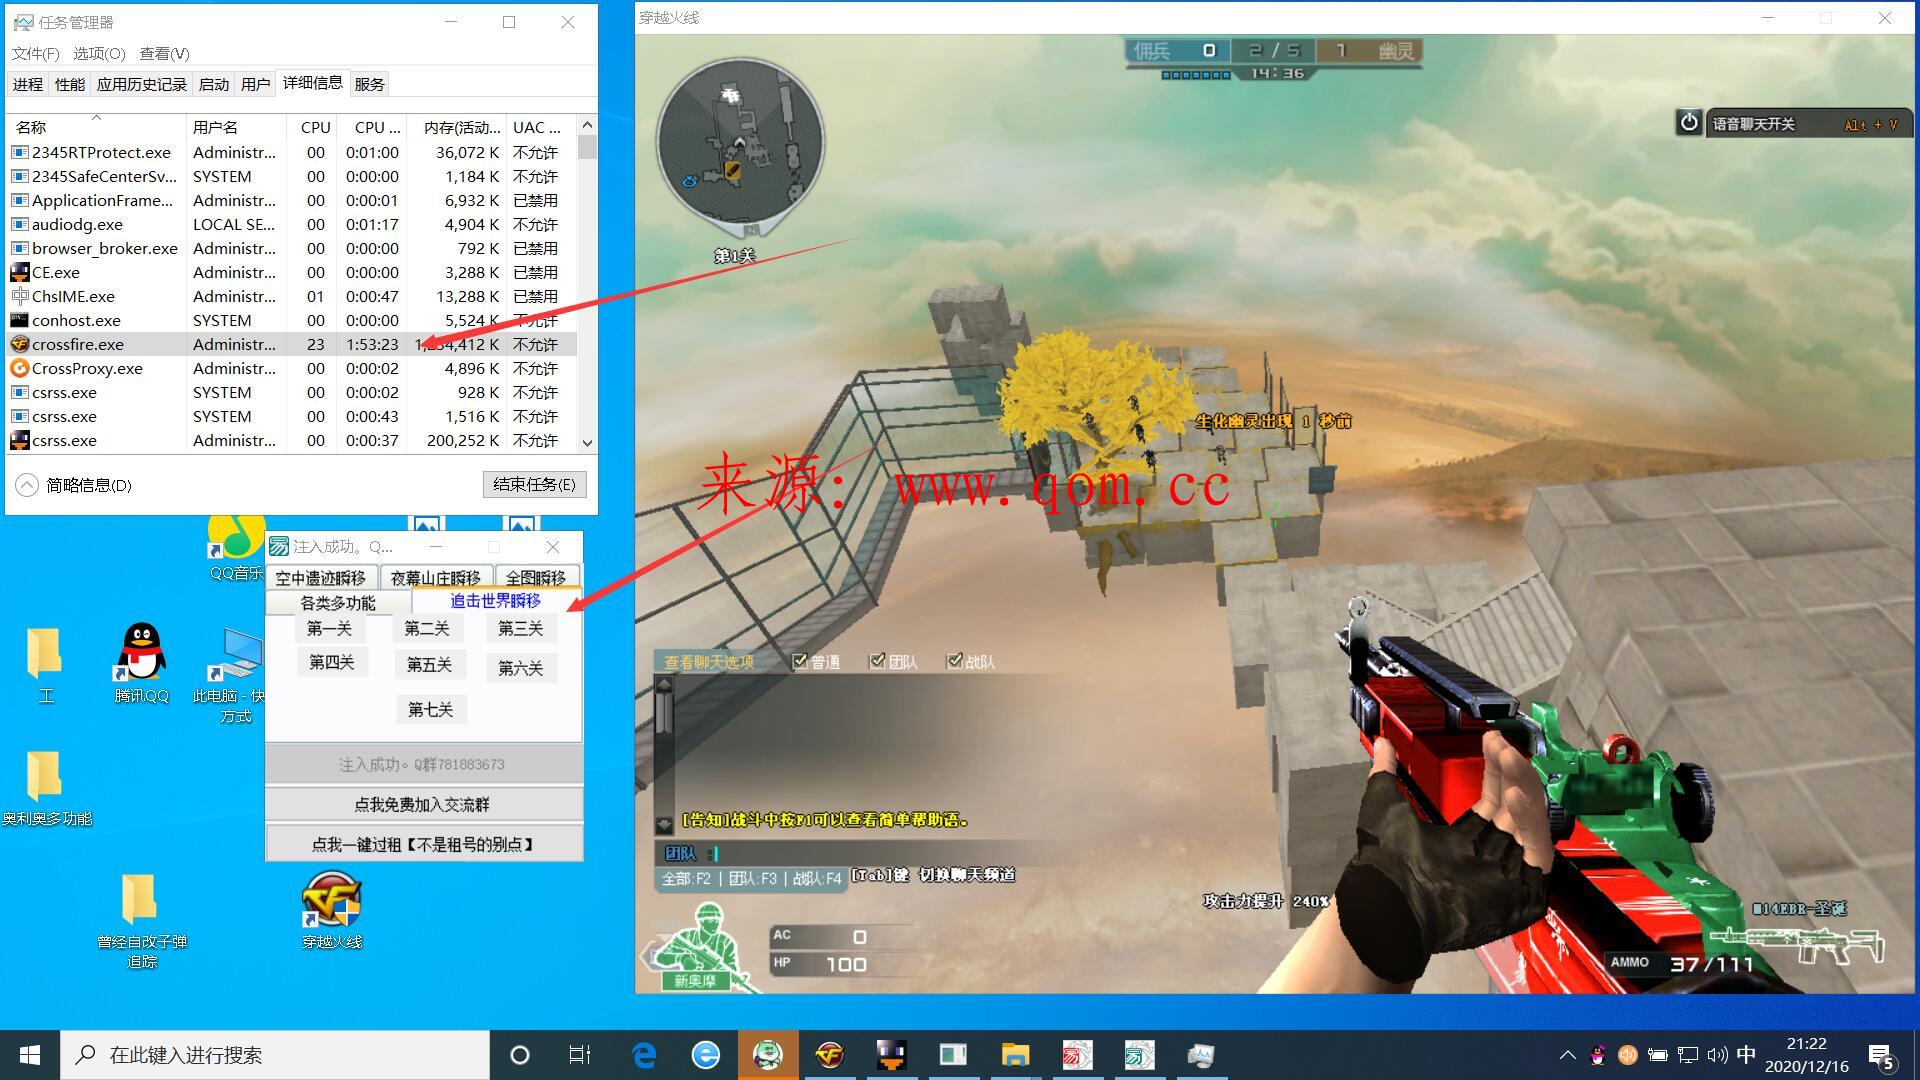 任务管理器
文件(F) 选项(O) 查看(V)
进程 性能 应用历史记录 启动 用户 详细信息 服务
名称 用户名 CPU CPU ... 内存(活动... UAC ...
2345RTProtect.exe Administr... 00 0:01:00 36,072 K 不允许
2345SafeCenterSv... SYSTEM 00 0:00:00 1,184 K 不允许
ApplicationFrame... Administr... 00 0:00:01 6,932 K 已禁用
audiodg.exe LOCAL SE... 00 0:01:17 4,904 K 不允许
browser_broker.exe Administr... 00 0:00:00 792 K 已禁用
CE.exe Administr... 00 0:00:00 3,288 K 已禁用
ChsIME.exe Administr... 01 0:00:47 13,288 K 已禁用
conhost.exe SYSTEM 00 0:00:00 5,524 K 不允许
crossfire.exe Administr... 23 1:53:23 不允许
CrossProxy.exe Administr... 00 0:00:02 4,896 K 不允许
csrss.exe SYSTEM 00 0:00:02 928 K 不允许
csrss.exe SYSTEM 00 0:00:43 1,516 K 不允许
csrss.exe Administr... 00 0:00:37 200,252 K 不允许
简略信息(D) 结束任务(E)
QQ音乐
工
腾讯QQ
此电脑 - 快
方式
奥利奥多功能
曾经自改子弹
追踪
穿越火线
注入成功。Q...
空中遗迹瞬移 夜幕山庄瞬移 全图瞬移
各类多功能 追击世界瞬移
第一关 第二关 第三关
第四关 第五关 第六关
第七关
注入成功。Q群781883673
点我免费加入交流群
点我一键过租【不是租号的别点】
穿越火线
佣兵 0 2 / 5 1 幽灵
14:36
语音聊天开关 Alt + V
第1关
生化幽灵出现 1 秒前
来源：www.qom.cc
查看聊天选项 普通 团队 战队
[告知]战斗中按F1可以查看简单帮助语。
团队 :
全部:F2 | 团队:F3 | 战队:F4 [Tab]键 切换聊天频道
攻击力提升 240%
AC 0
HP 100
新奥摩
M14EBR-圣诞
AMMO 37/111
在此键入进行搜索
中
21:22
2020/12/16
5